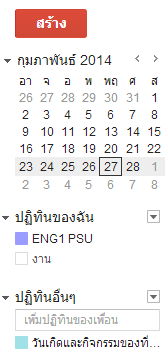 สร้าง
กุมภาพันธ์ 2014
อา จ อ พ พฤ ศ ส
26 27 28 29 30 31 1
2 3 4 5 6 7 8
9 10 11 12 13 14 15
16 17 18 19 20 21 22
23 24 25 26 27 28 1
2 3 4 5 6 7 8
ปฏิทินของฉัน
ENG1 PSU
งาน
ปฏิทินอื่นๆ
เพิ่มปฏิทินของเพื่อน
วันเกิดและกิจกรรมของที่...